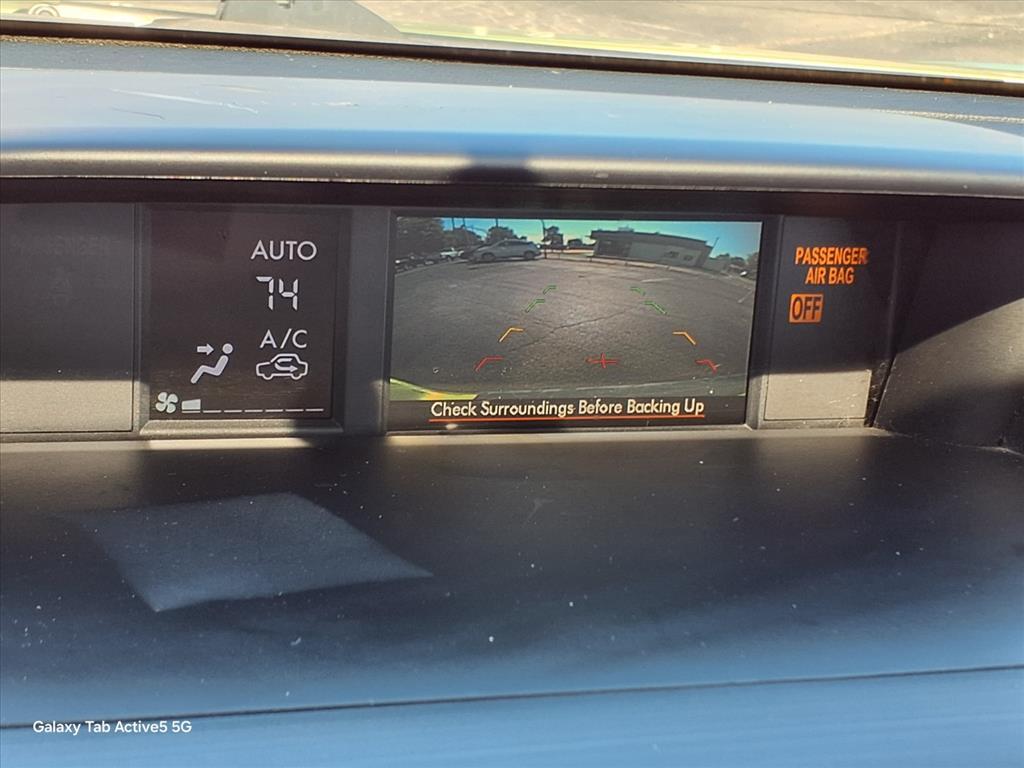 AUTO
74
A/C
Check Surroundings Before Backing Up
PASSENGER
AIR BAG
OFF
Galaxy Tab Active5 5G